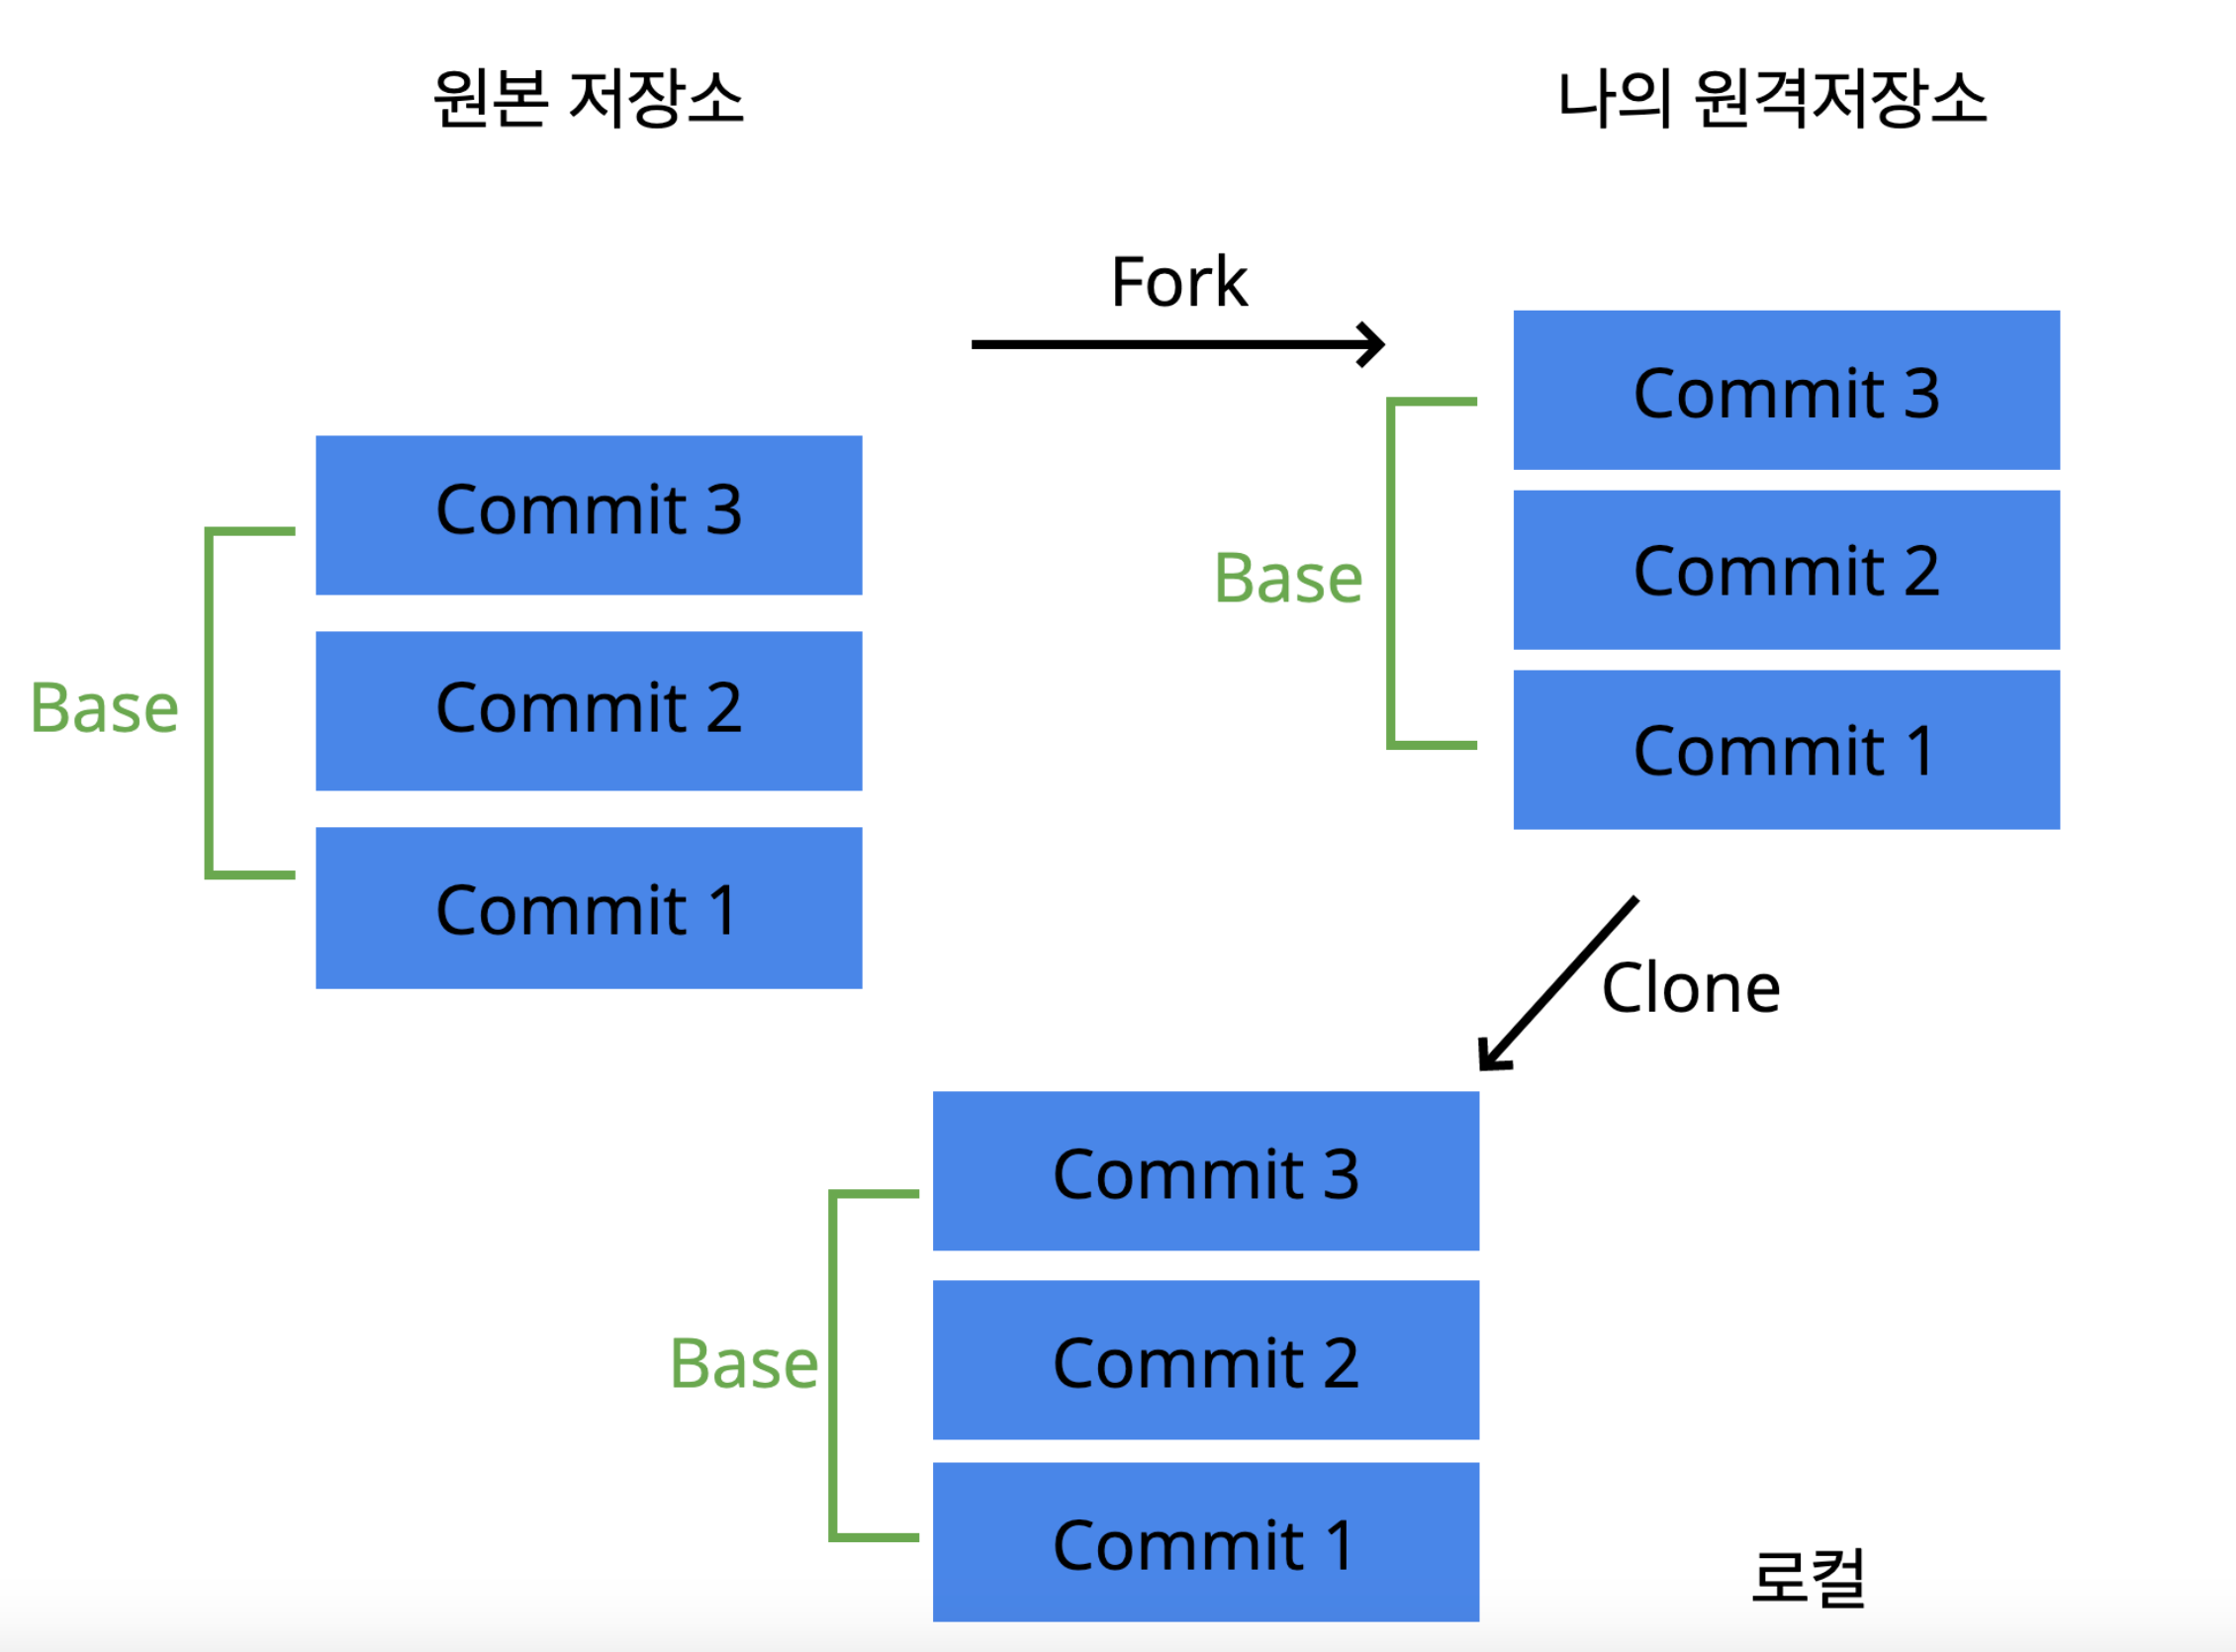 원본 저장소
나의 원격저장소
Fork
Commit 3
Commit 2
Commit 1
Base
Commit 3
Commit 2
Commit 1
Base
Clone
Commit 3
Commit 2
Commit 1
Base
로컬